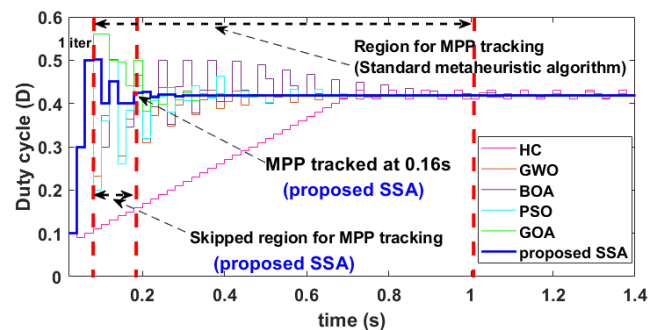 0.6
0.5
0.4
0.3
0.2
0.1
0
Duty cycle (D)
1 iter
Region for MPP tracking
(Standard metaheuristic algorithm)
MPP tracked at 0.16s
(proposed SSA)
Skipped region for MPP tracking
(proposed SSA)
HC
GWO
BOA
PSO
GOA
proposed SSA
0.2
0.4
0.6
0.8
1
1.2
1.4
time (s)